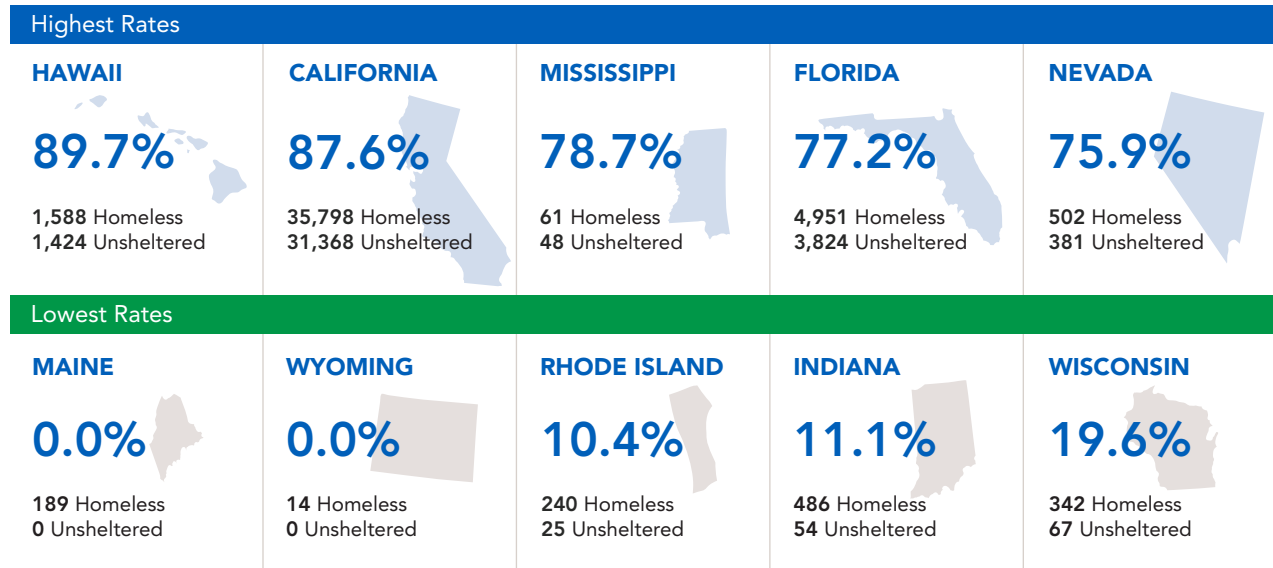 Highest Rates
HAWAII
89.7%
1,588 Homeless
1,424 Unsheltered
CALIFORNIA
87.6%
35,798 Homeless
31,368 Unsheltered
MISSISSIPPI
78.7%
61 Homeless
48 Unsheltered
FLORIDA
77.2%
4,951 Homeless
3,824 Unsheltered
NEVADA
75.9%
502 Homeless
381 Unsheltered
Lowest Rates
MAINE
0.0%
189 Homeless
0 Unsheltered
WYOMING
0.0%
14 Homeless
0 Unsheltered
RHODE ISLAND
10.4%
240 Homeless
25 Unsheltered
INDIANA
11.1%
486 Homeless
54 Unsheltered
WISCONSIN
19.6%
342 Homeless
67 Unsheltered